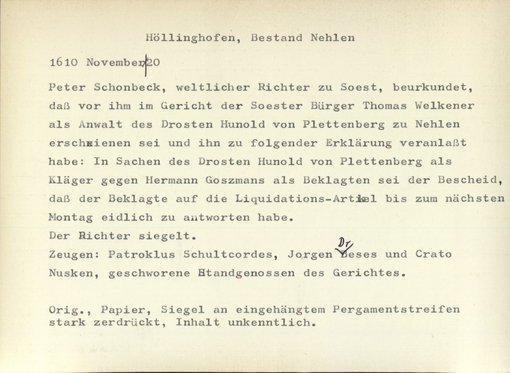 Höllinghofen, Bestand Nehlen
1610 November 20
Peter Schonbeck, weltlicher Richter zu Soest, beurkundet,
daß vor ihm im Gericht der Soester Bürger Thomas Welkener
als Anwalt des Drosten Hunold von Plettenberg zu Nehlen
erschienen sei und ihn zu folgender Erklärung veranlaßt
habe: In Sachen des Drosten Hunold von Plettenberg als
Kläger gegen Hermann Goszmans als Beklagten sei der Bescheid,
daß der Beklagte auf die Liquidations-Artikel bis zum nächsten
Montag eidlich zu antworten habe.
Der Richter siegelt.
Zeugen: Patroklus Schultcordes, Jorgen Dreses und Crato
Nusken, geschworene Standgenossen des Gerichtes.
Orig., Papier, Siegel an eingehängtem Pergamentstreifen
stark zerdrückt, Inhalt unkenntlich.